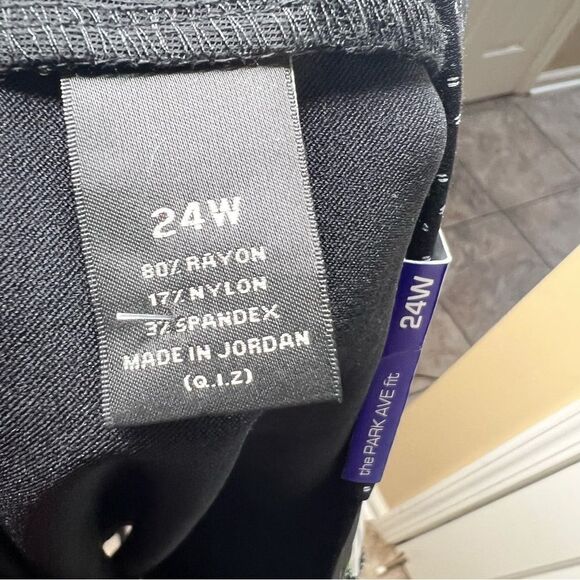 24W
80% RAYON
17% NYLON
3% SPANDEX
MADE IN JORDAN
(Q.I.Z)
the PARK AVE fit
24W